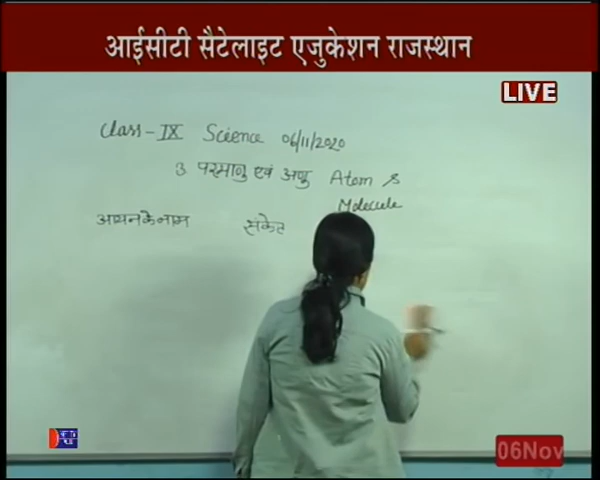 आईसीटी सैटेलाइट एजुकेशन राजस्थान
LIVE
Class - IX Science 06/11/2020
3 परमाणु एवं अणु Atom &
Molecule
आयन के नाम संकेत
06Nov